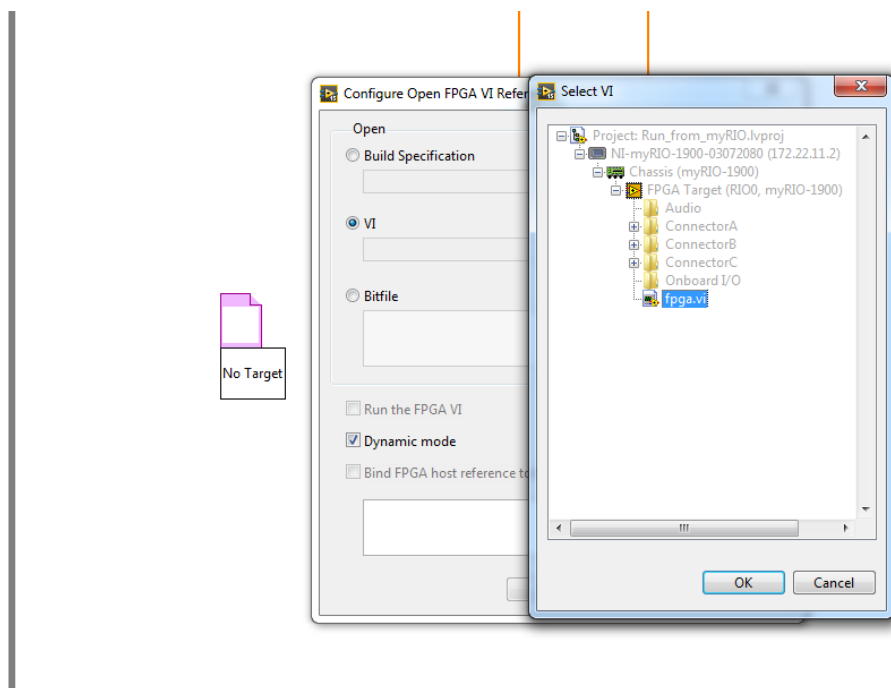 Configure Open FPGA VI Refer
Select VI
Open
Build Specification
VI
Bitfile
No Target
Run the FPGA VI
Dynamic mode
Bind FPGA host reference to
Project: Run_from_myRIO.lvproj
NI-myRIO-1900-03072080 (172.22.11.2)
Chassis (myRIO-1900)
FPGA Target (RIO0, myRIO-1900)
Audio
ConnectorA
ConnectorB
ConnectorC
Onboard I/O
fpga.vi
OK
Cancel